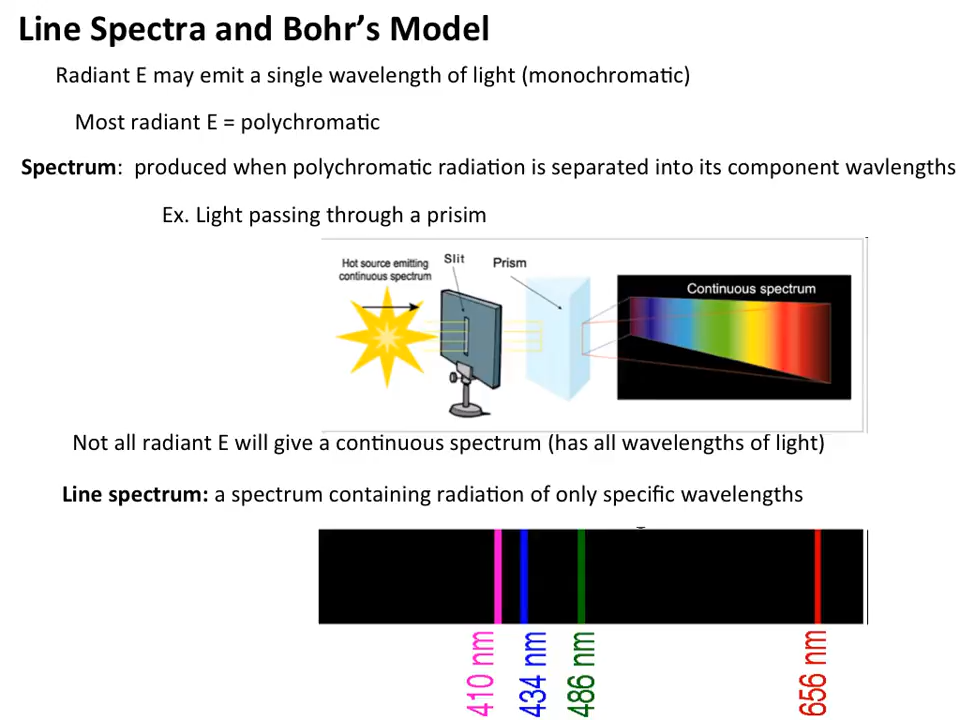 Line Spectra and Bohr's Model
Radiant E may emit a single wavelength of light (monochromatic)
Most radiant E = polychromatic
Spectrum:  produced when polychromatic radiation is separated into its component wavlengths
Ex. Light passing through a prisim
Hot source emitting
continuous spectrum
Slit
Prism
Continuous spectrum
Not all radiant E will give a continuous spectrum (has all wavelengths of light)
Line spectrum: a spectrum containing radiation of only specific wavelengths
410 nm
434 nm
486 nm
656 nm